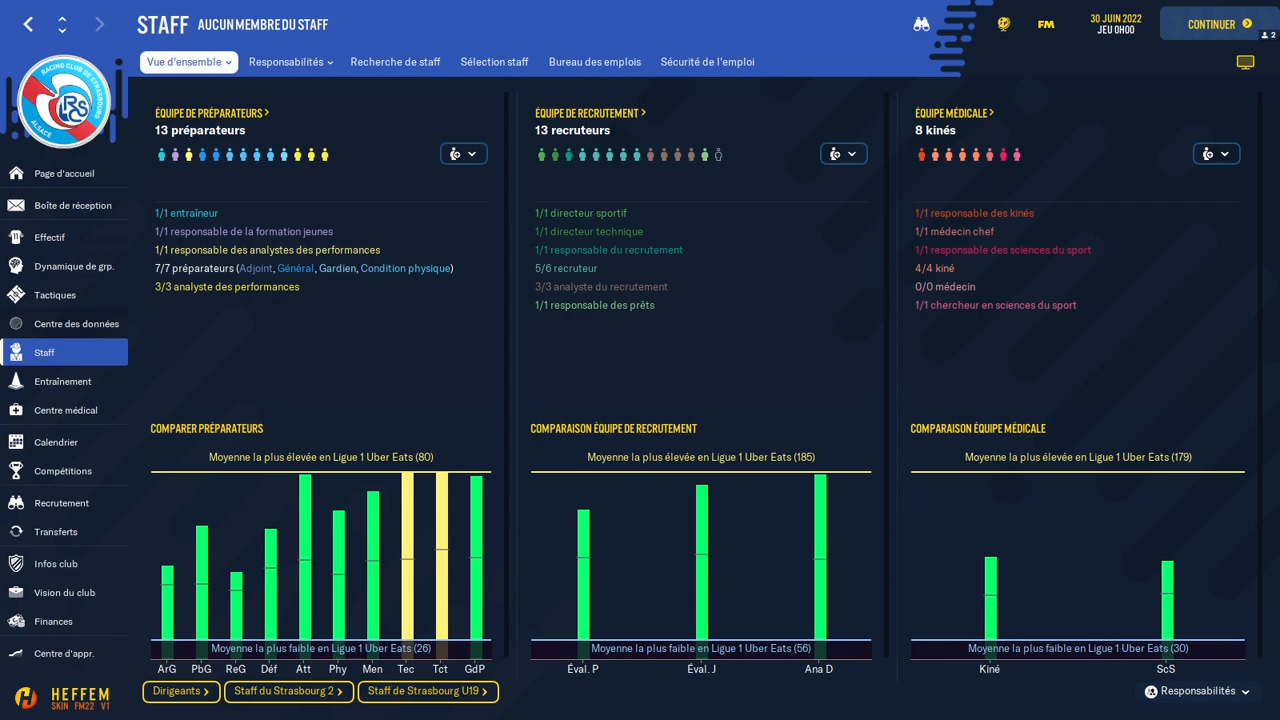 STAFF AUCUN MEMBRE DU STAFF
FM
30 JUIN 2022
JEU 0H00
CONTINUER
2
Vue d'ensemble
Responsabilités
Recherche de staff
Sélection staff
Bureau des emplois
Sécurité de l'emploi
RACING CLUB DE STRASBOURG
RCS
ALSACE
Page d'accueil
Boîte de réception
Effectif
Dynamique de grp.
Tactiques
Centre des données
Staff
Entraînement
Centre médical
Calendrier
Compétitions
Recrutement
Transferts
Infos club
Vision du club
Finances
Centre d'appr.
HEFFEM
SKIN FM22 V1
ÉQUIPE DE PRÉPARATEURS
13 préparateurs
1/1 entraîneur
1/1 responsable de la formation jeunes
1/1 responsable des analystes des performances
7/7 préparateurs (Adjoint, Général, Gardien, Condition physique)
3/3 analyste des performances
ÉQUIPE DE RECRUTEMENT
13 recruteurs
1/1 directeur sportif
1/1 directeur technique
1/1 responsable du recrutement
5/6 recruteur
3/3 analyste du recrutement
1/1 responsable des prêts
ÉQUIPE MÉDICALE
8 kinés
1/1 responsable des kinés
1/1 médecin chef
1/1 responsable des sciences du sport
4/4 kiné
0/0 médecin
1/1 chercheur en sciences du sport
COMPARER PRÉPARATEURS
Moyenne la plus élevée en Ligue 1 Uber Eats (80)
Moyenne la plus faible en Ligue 1 Uber Eats (26)
ArG PbG ReG Déf Att Phy Men Tec Tct GdP
COMPARAISON ÉQUIPE DE RECRUTEMENT
Moyenne la plus élevée en Ligue 1 Uber Eats (185)
Moyenne la plus faible en Ligue 1 Uber Eats (56)
Éval. P Éval. J Ana D
COMPARAISON ÉQUIPE MÉDICALE
Moyenne la plus élevée en Ligue 1 Uber Eats (179)
Moyenne la plus faible en Ligue 1 Uber Eats (30)
Kiné ScS
Dirigeants
Staff du Strasbourg 2
Staff de Strasbourg U19
Responsabilités